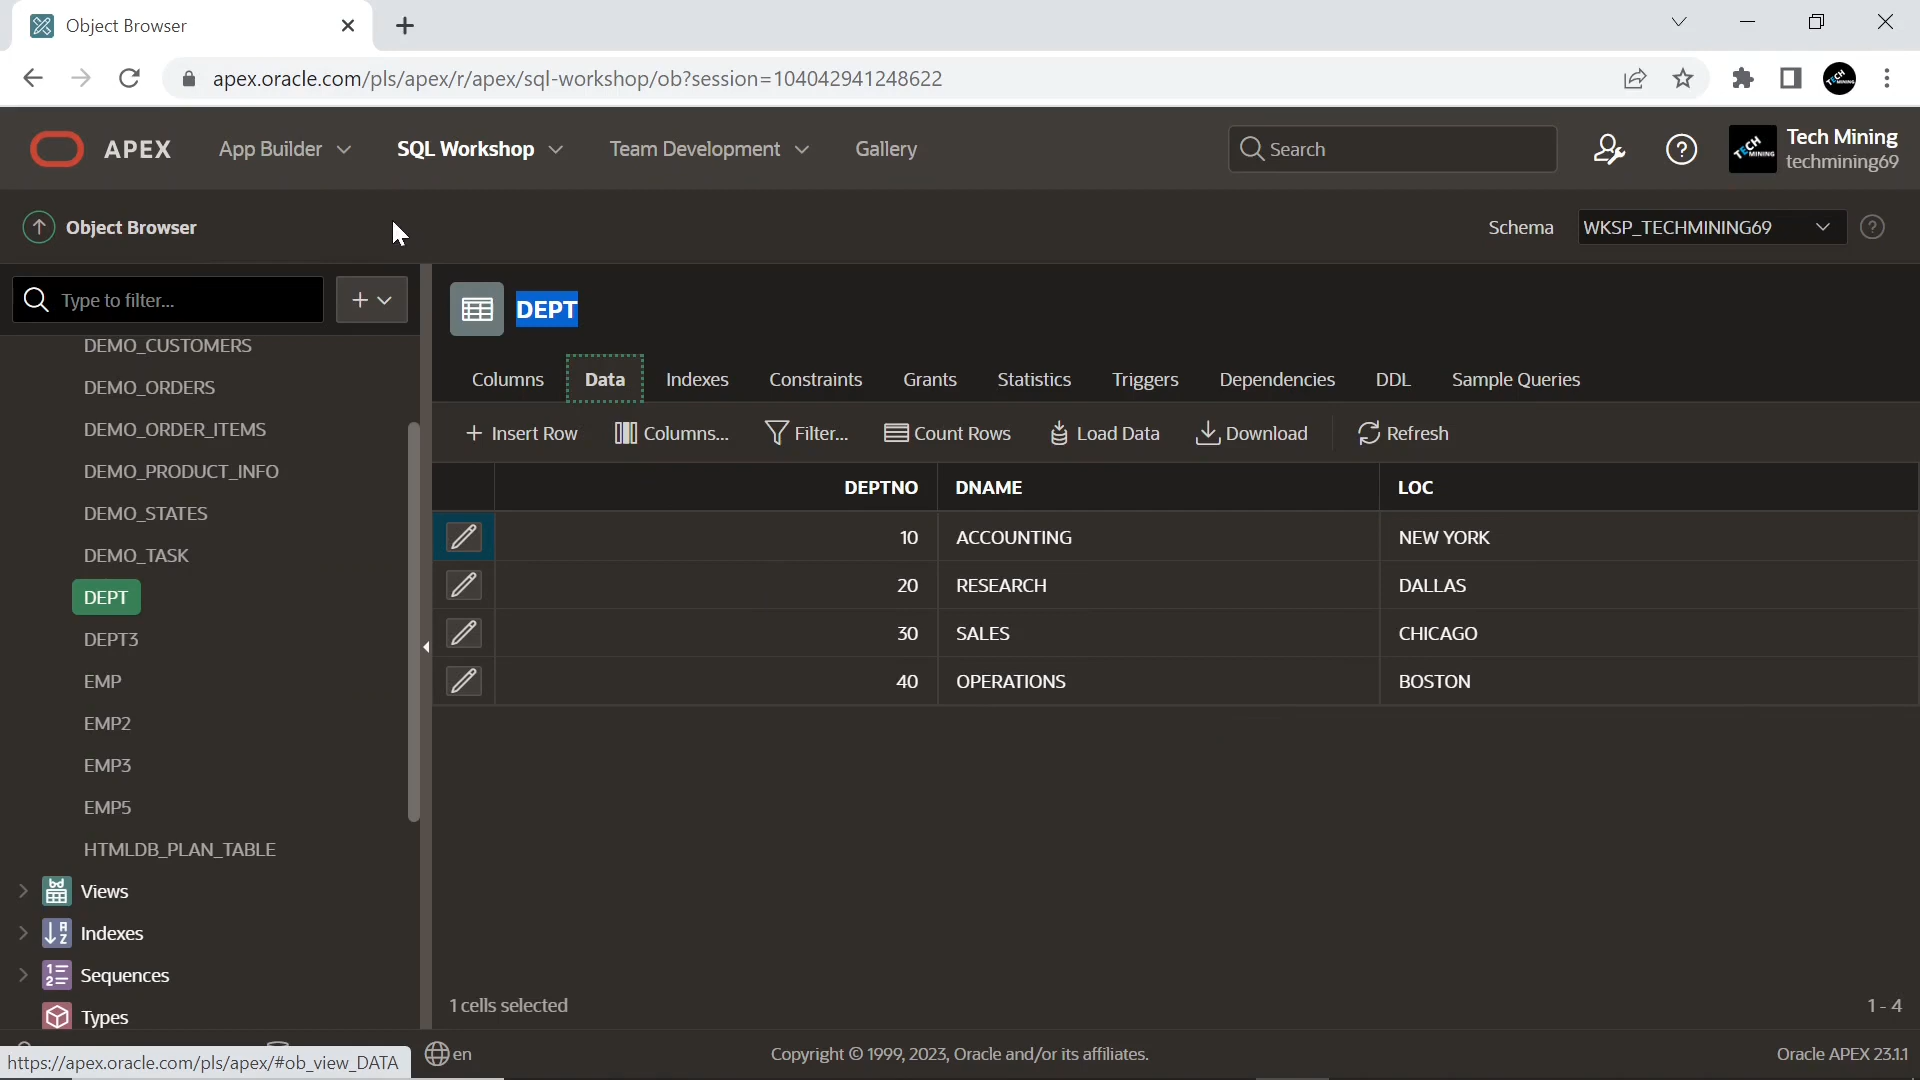 Object Browser
apex.oracle.com/pls/apex/r/apex/sql-workshop/ob?session=104042941248622
APEX App Builder SQL Workshop Team Development Gallery Search Tech Mining
techmining69
Object Browser Schema WKSP_TECHMINING69
Type to filter... DEPT
DEMO_CUSTOMERS
DEMO_ORDERS
DEMO_ORDER_ITEMS
DEMO_PRODUCT_INFO
DEMO_STATES
DEMO_TASK
DEPT
DEPT3
EMP
EMP2
EMP3
EMP5
HTMLDB_PLAN_TABLE
Views
Indexes
Sequences
Types
Columns Data Indexes Constraints Grants Statistics Triggers Dependencies DDL Sample Queries
Insert Row Columns... Filter... Count Rows Load Data Download Refresh
DEPTNO DNAME LOC
10 ACCOUNTING NEW YORK
20 RESEARCH DALLAS
30 SALES CHICAGO
40 OPERATIONS BOSTON
1 cells selected 1 - 4
https://apex.oracle.com/pls/apex/#ob_view_DATA en Copyright © 1999, 2023, Oracle and/or its affiliates. Oracle APEX 23.1.1